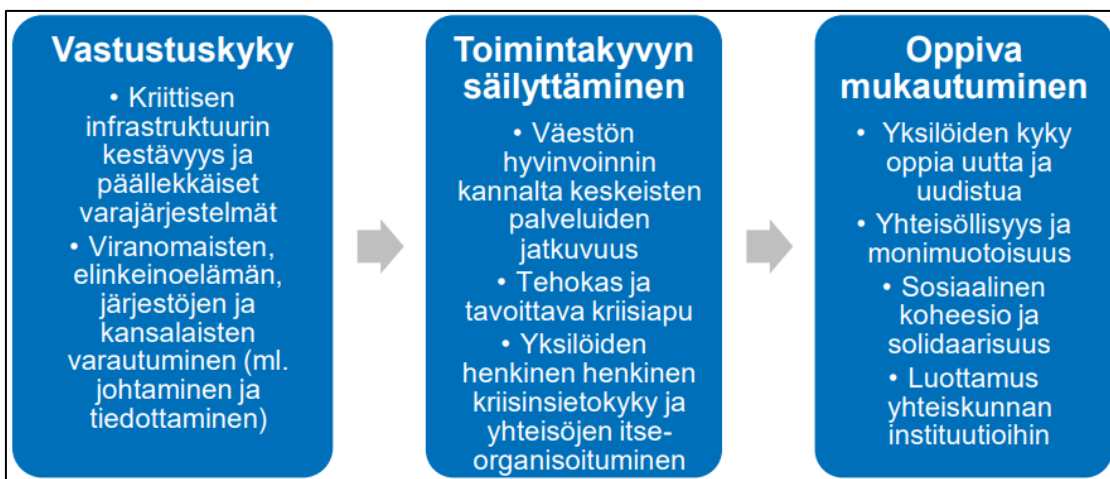 Vastustuskyky
• Kriittisen
infrastruktuurin
kestävyys ja
päällekkäiset
varajärjestelmät
• Viranomaisten,
elinkeinoelämän,
järjestöjen ja
kansalaisten
varautuminen (ml.
johtaminen ja
tiedottaminen)
Toimintakyvyn
säilyttäminen
• Väestön
hyvinvoinnin
kannalta keskeisten
palveluiden
jatkuvuus
• Tehokas ja
tavoittava kriisiapu
• Yksilöiden
henkinen henkinen
kriisinsietokyky ja
yhteisöjen itse-
organisoituminen
Oppiva
mukautuminen
• Yksilöiden kyky
oppia uutta ja
uudistua
• Yhteisöllisyys ja
monimuotoisuus
• Sosiaalinen
koheesio ja
solidaarisuus
• Luottamus
yhteiskunnan
instituutioihin